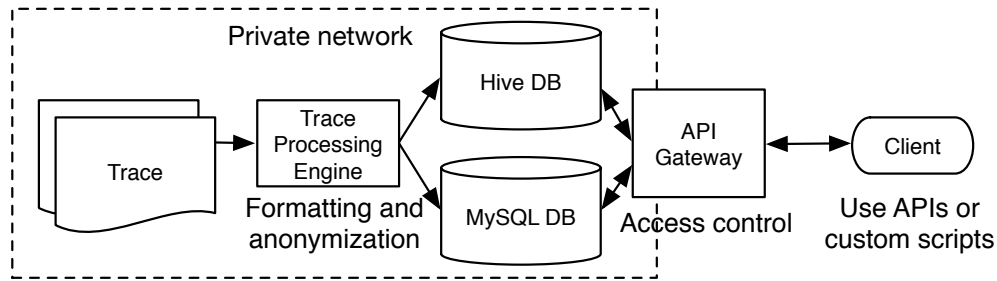 Private network
Trace
Trace
Processing
Engine
Formatting and
anonymization
Hive DB
MySQL DB
API
Gateway
Access control
Client
Use APIs or
custom scripts